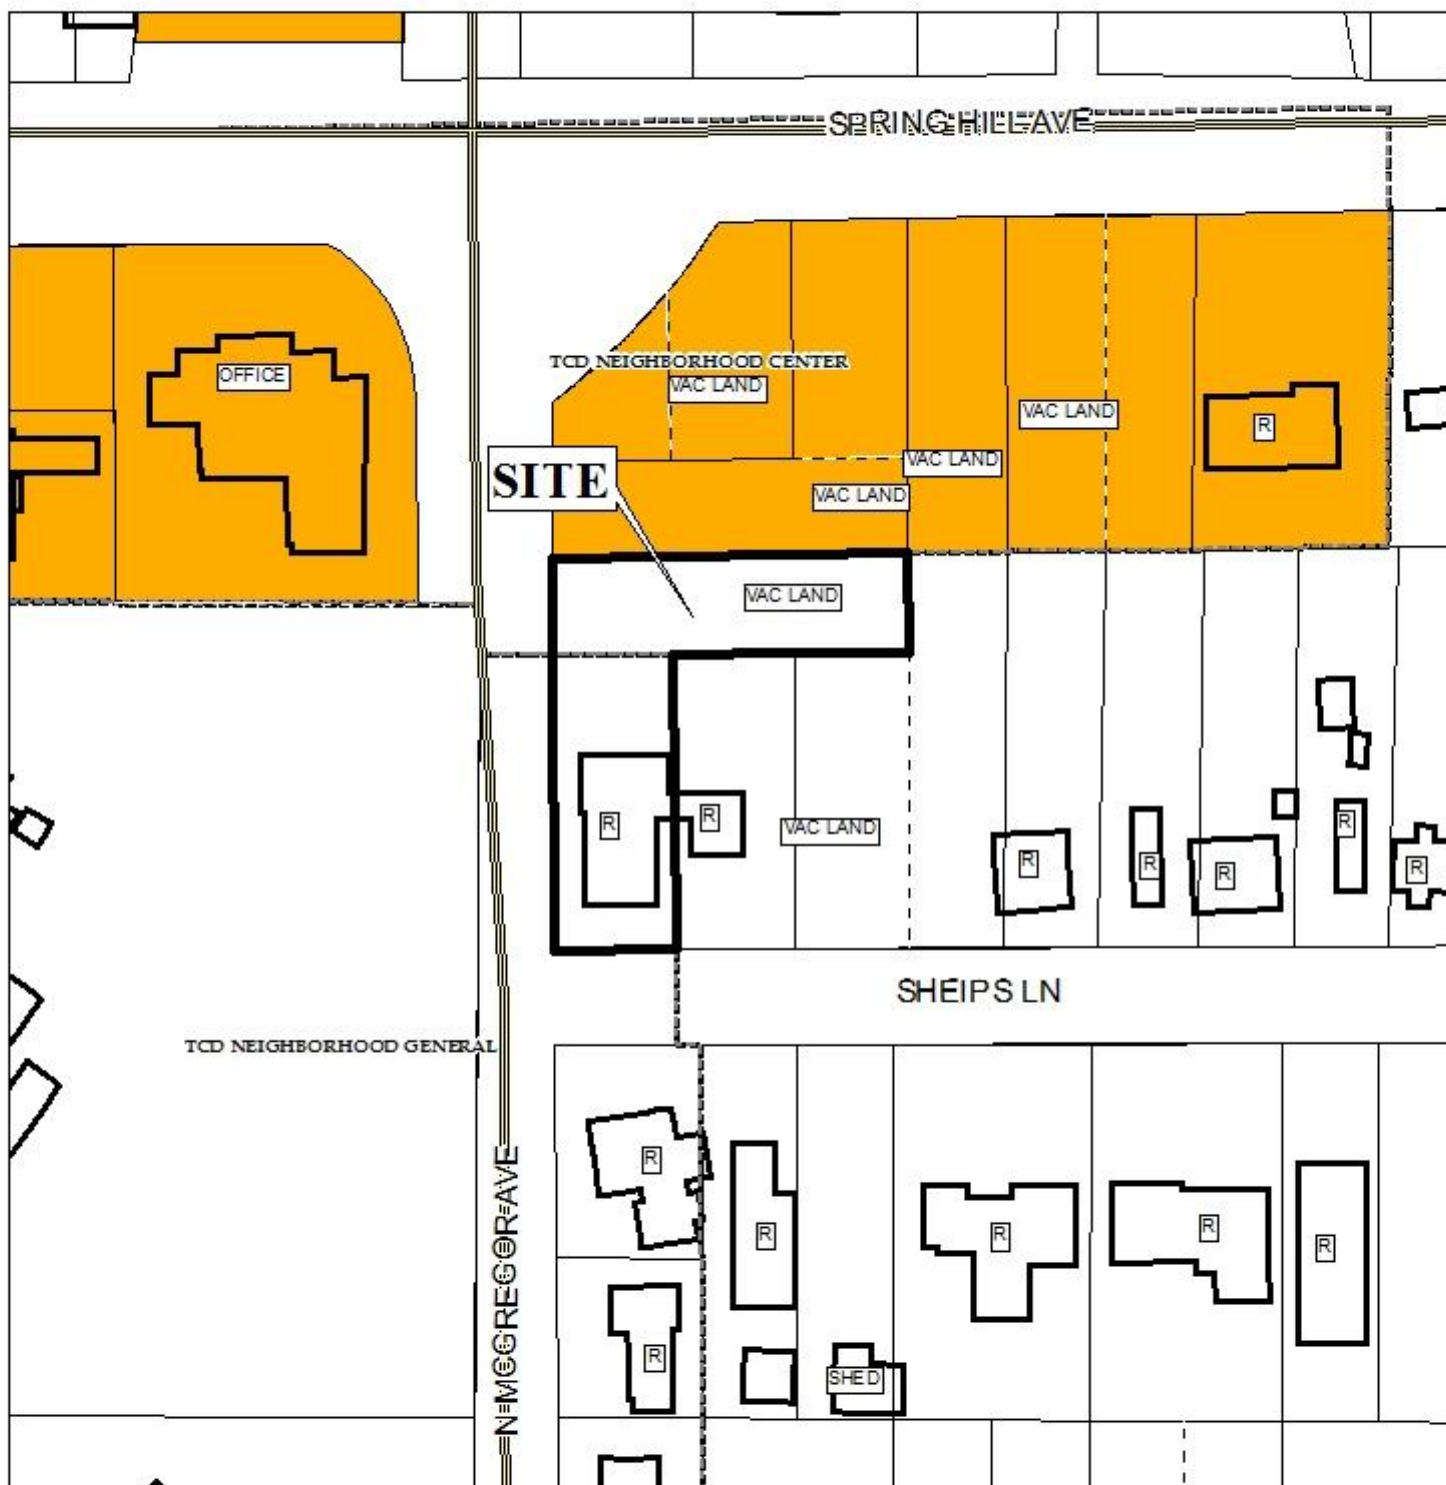 SPRING HILL AVE
TCD NEIGHBORHOOD CENTER
OFFICE
VAC LAND
VAC LAND
R
VAC LAND
SITE
VAC LAND
VAC LAND
R
R
VAC LAND
R
R
R
R
R
SHEIPS LN
TCD NEIGHBORHOOD GENERAL
N MCGREGOR AVE
R
R
R
R
R
R
SHED